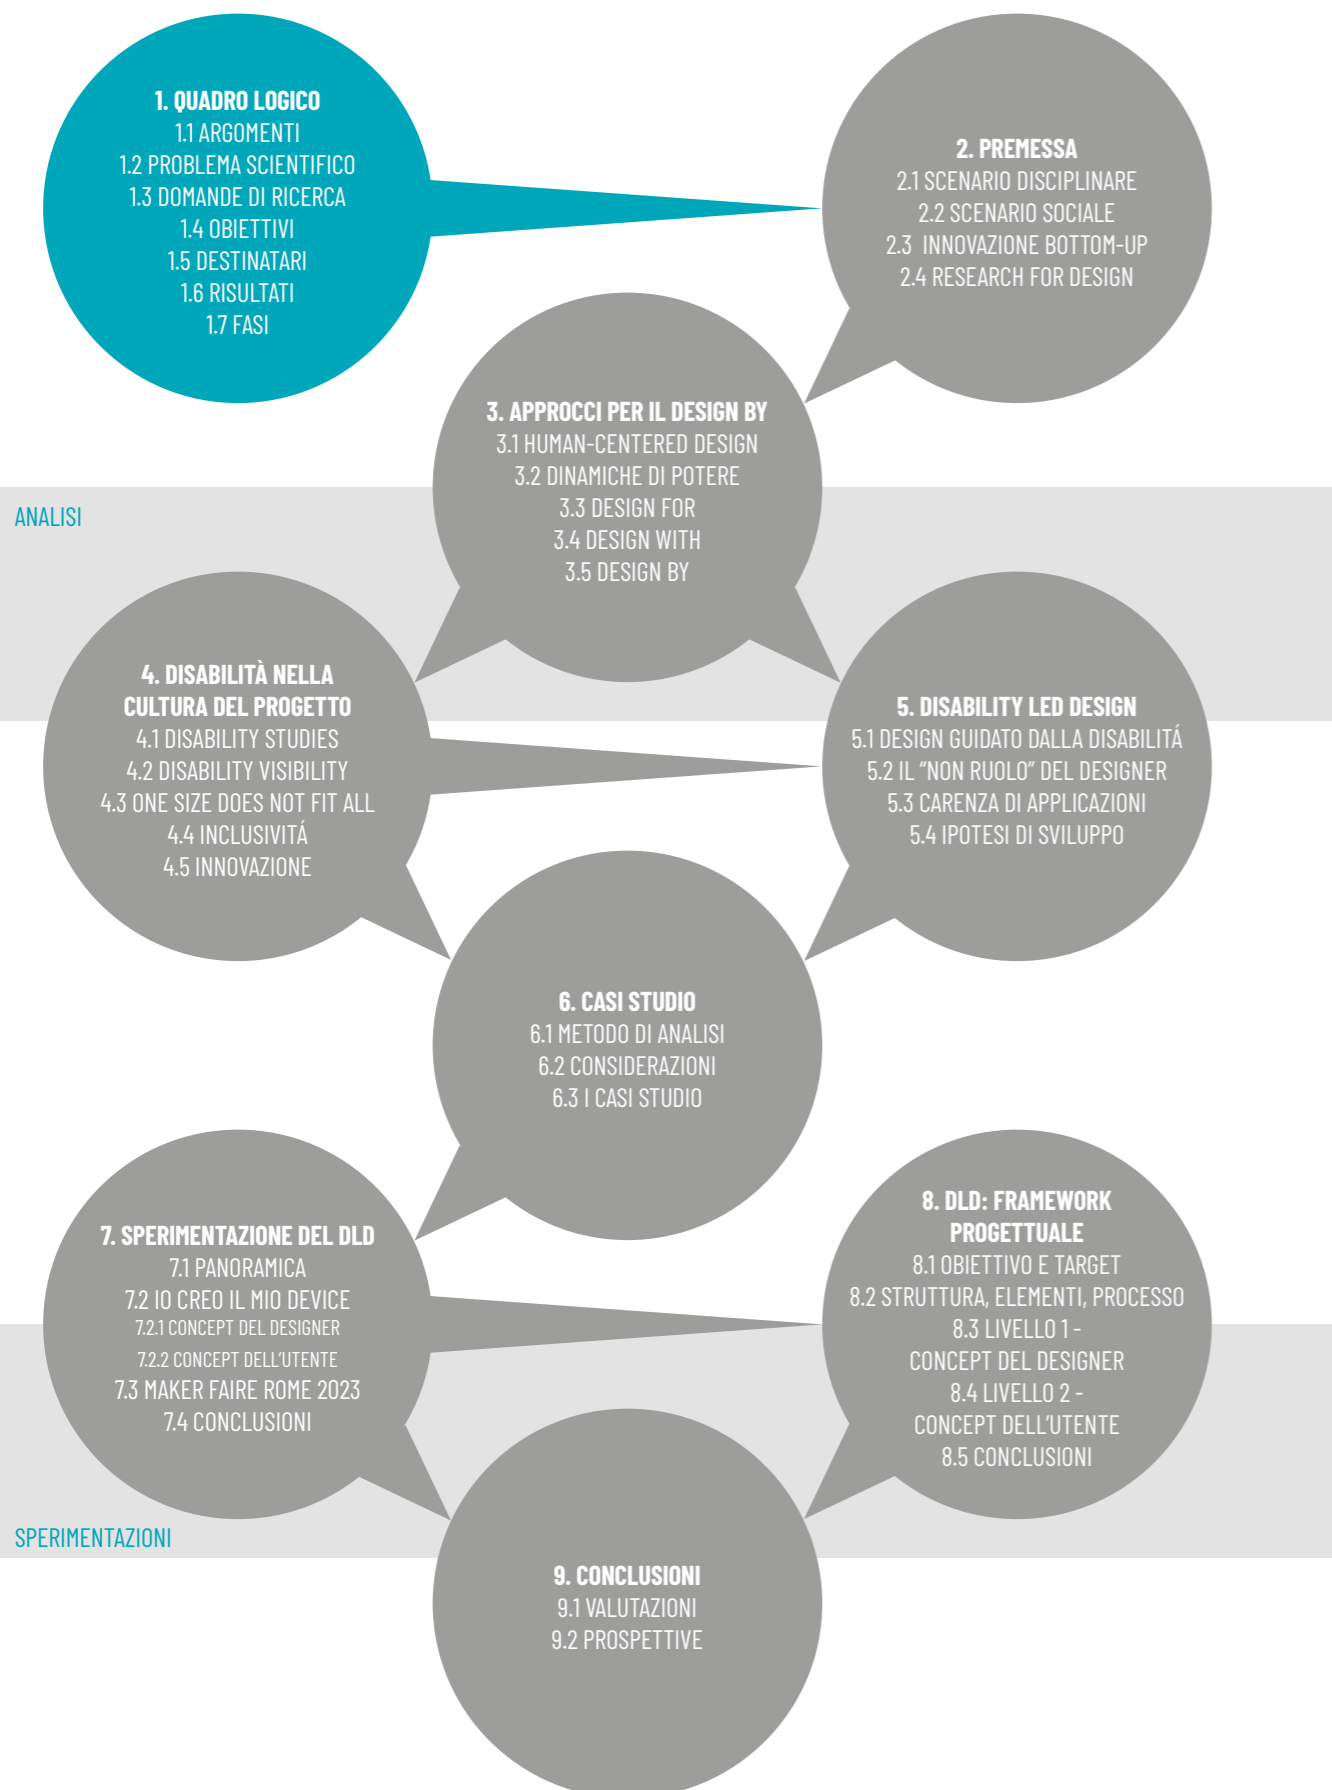 1. QUADRO LOGICO
1.1 ARGOMENTI
1.2 PROBLEMA SCIENTIFICO
1.3 DOMANDE DI RICERCA
1.4 OBIETTIVI
1.5 DESTINATARI
1.6 RISULTATI
1.7 FASI
2. PREMESSA
2.1 SCENARIO DISCIPLINARE
2.2 SCENARIO SOCIALE
2.3 INNOVAZIONE BOTTOM-UP
2.4 RESEARCH FOR DESIGN
3. APPROCCI PER IL DESIGN BY
3.1 HUMAN-CENTERED DESIGN
3.2 DINAMICHE DI POTERE
3.3 DESIGN FOR
3.4 DESIGN WITH
3.5 DESIGN BY
ANALISI
4. DISABILITÀ NELLA
CULTURA DEL PROGETTO
4.1 DISABILITY STUDIES
4.2 DISABILITY VISIBILITY
4.3 ONE SIZE DOES NOT FIT ALL
4.4 INCLUSIVITÁ
4.5 INNOVAZIONE
5. DISABILITY LED DESIGN
5.1 DESIGN GUIDATO DALLA DISABILITÁ
5.2 IL “NON RUOLO” DEL DESIGNER
5.3 CARENZA DI APPLICAZIONI
5.4 IPOTESI DI SVILUPPO
6. CASI STUDIO
6.1 METODO DI ANALISI
6.2 CONSIDERAZIONI
6.3 I CASI STUDIO
7. SPERIMENTAZIONE DEL DLD
7.1 PANORAMICA
7.2 IO CREO IL MIO DEVICE
7.2.1 CONCEPT DEL DESIGNER
7.2.2 CONCEPT DELL’UTENTE
7.3 MAKER FAIRE ROME 2023
7.4 CONCLUSIONI
8. DLD: FRAMEWORK
PROGETTUALE
8.1 OBIETTIVO E TARGET
8.2 STRUTTURA, ELEMENTI, PROCESSO
8.3 LIVELLO 1 -
CONCEPT DEL DESIGNER
8.4 LIVELLO 2 -
CONCEPT DELL’UTENTE
8.5 CONCLUSIONI
SPERIMENTAZIONI
9. CONCLUSIONI
9.1 VALUTAZIONI
9.2 PROSPETTIVE